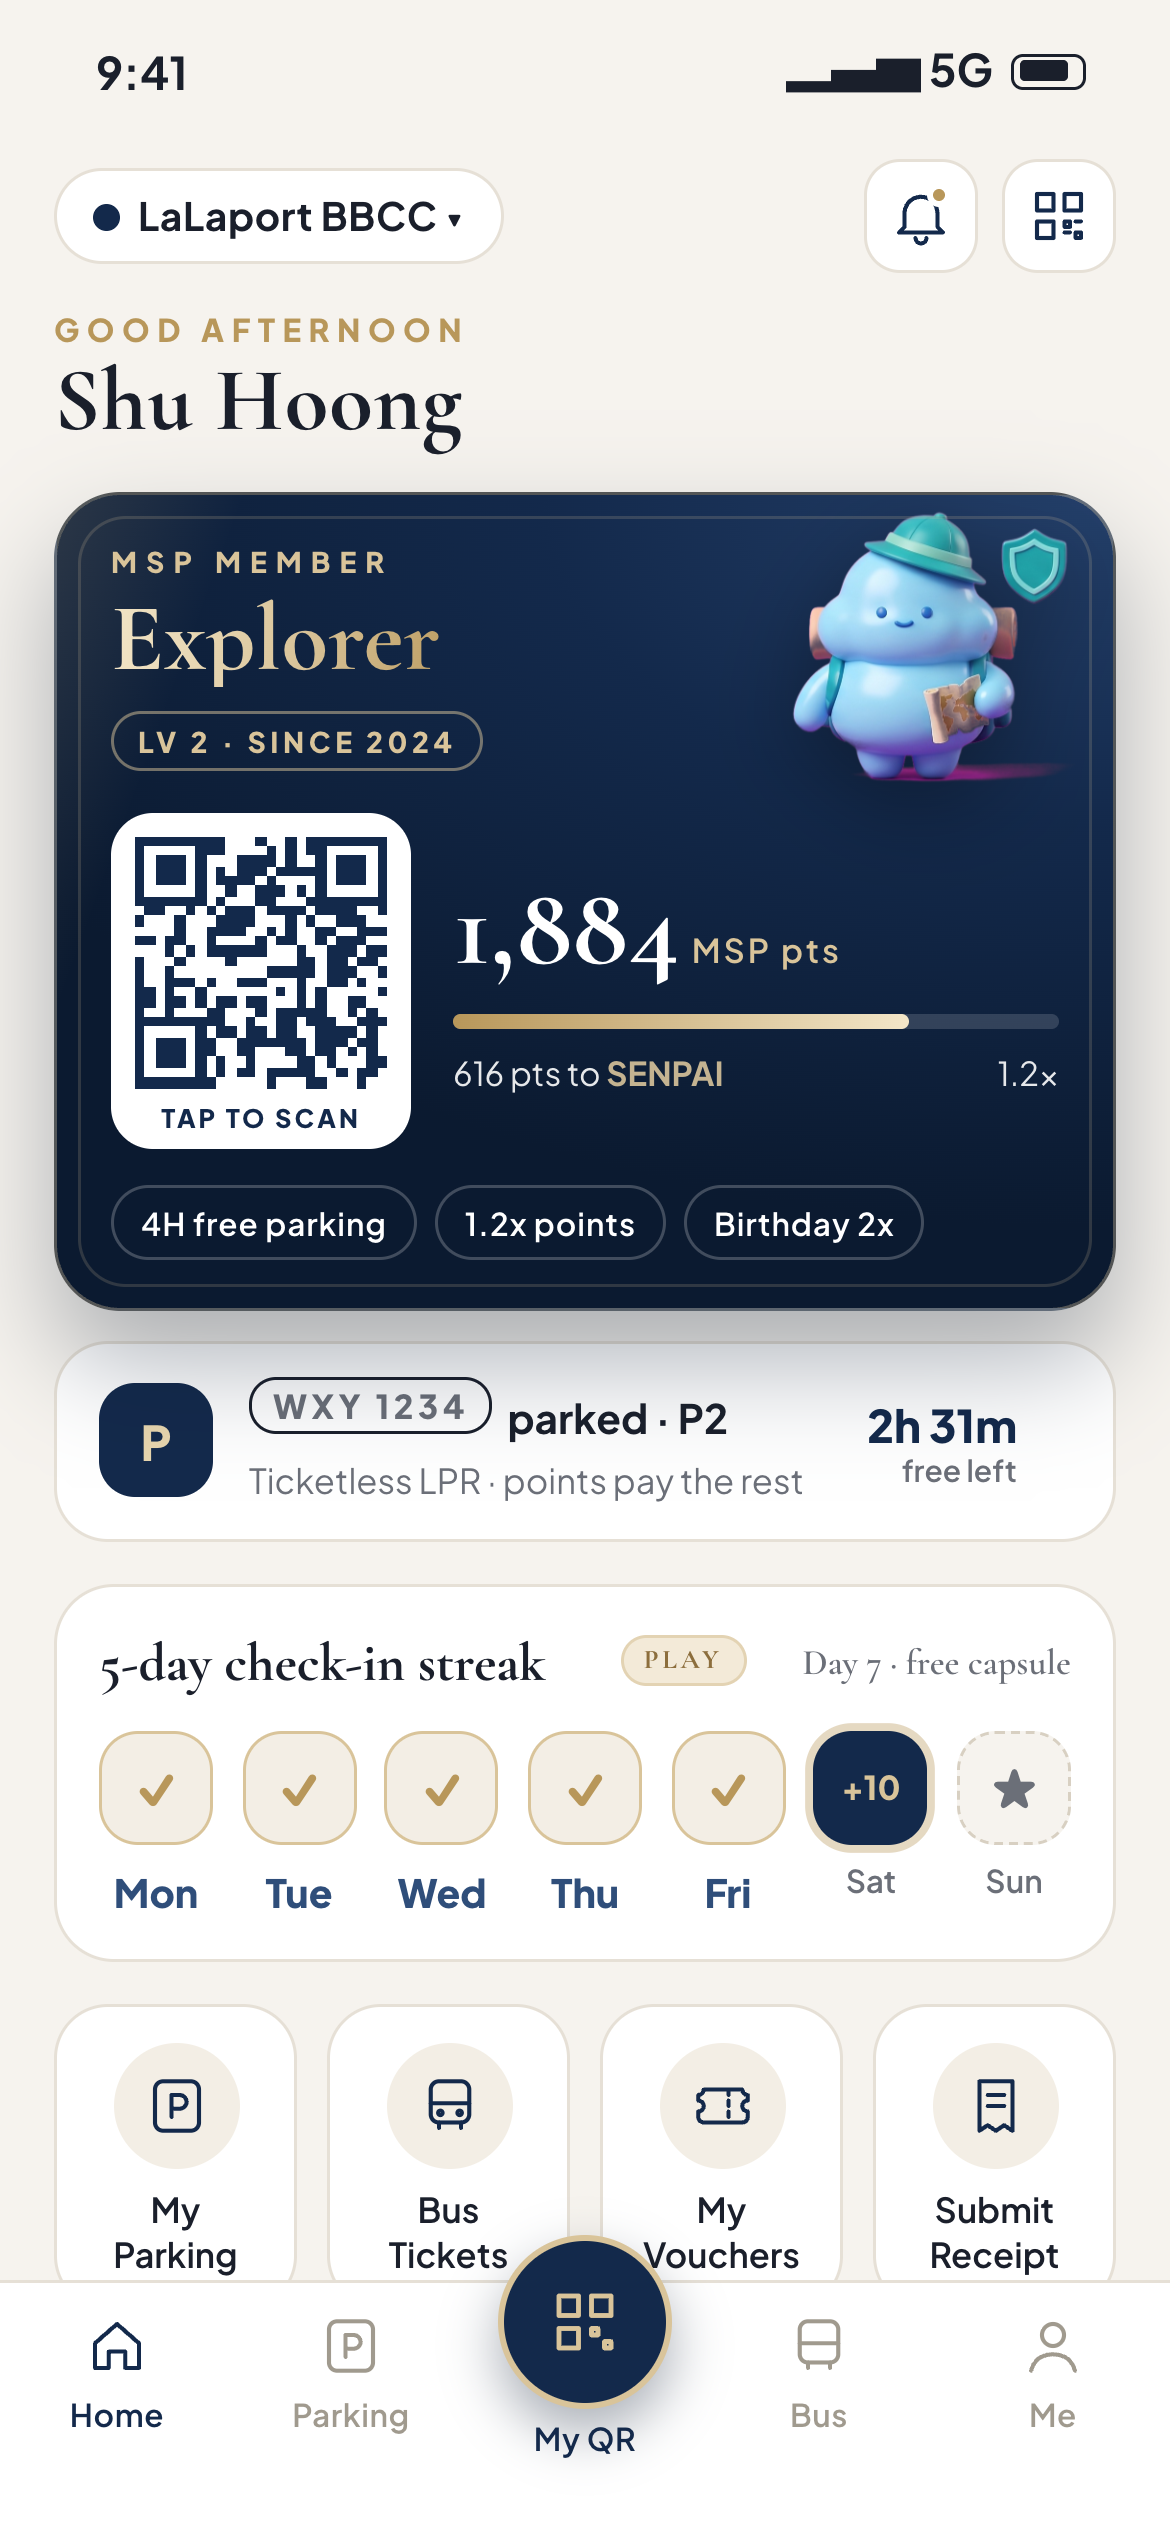 9:41
5G
LaLaport BBCC ▾
GOOD AFTERNOON
Shu Hoong
MSP MEMBER
Explorer
LV 2 · SINCE 2024
1,884 MSP pts
616 pts to SENPAI
1.2×
TAP TO SCAN
4H free parking
1.2x points
Birthday 2x
P
WXY 1234 parked · P2
Ticketless LPR · points pay the rest
2h 31m
free left
5-day check-in streak
PLAY
Day 7 · free capsule
+10
Mon
Tue
Wed
Thu
Fri
Sat
Sun
P
My
Parking
Bus
Tickets
My
Vouchers
Submit
Receipt
Home
P
Parking
My QR
Bus
Me